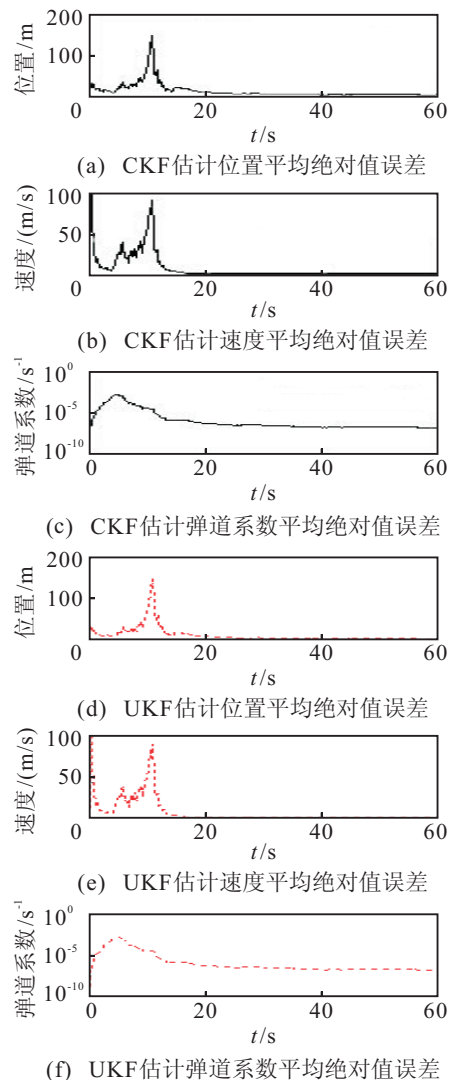 200
100
位置/m
0
20
40
60
t/s
(a) CKF估计位置平均绝对值误差
100
50
速度/(m/s)
0
20
40
60
t/s
(b) CKF估计速度平均绝对值误差
10^0
10^-5
10^-10
弹道系数/s^-1
0
20
40
60
t/s
(c) CKF估计弹道系数平均绝对值误差
200
100
位置/m
0
20
40
60
t/s
(d) UKF估计位置平均绝对值误差
100
50
速度/(m/s)
0
20
40
60
t/s
(e) UKF估计速度平均绝对值误差
10^0
10^-5
10^-10
弹道系数/s^-1
0
20
40
60
t/s
(f) UKF估计弹道系数平均绝对值误差